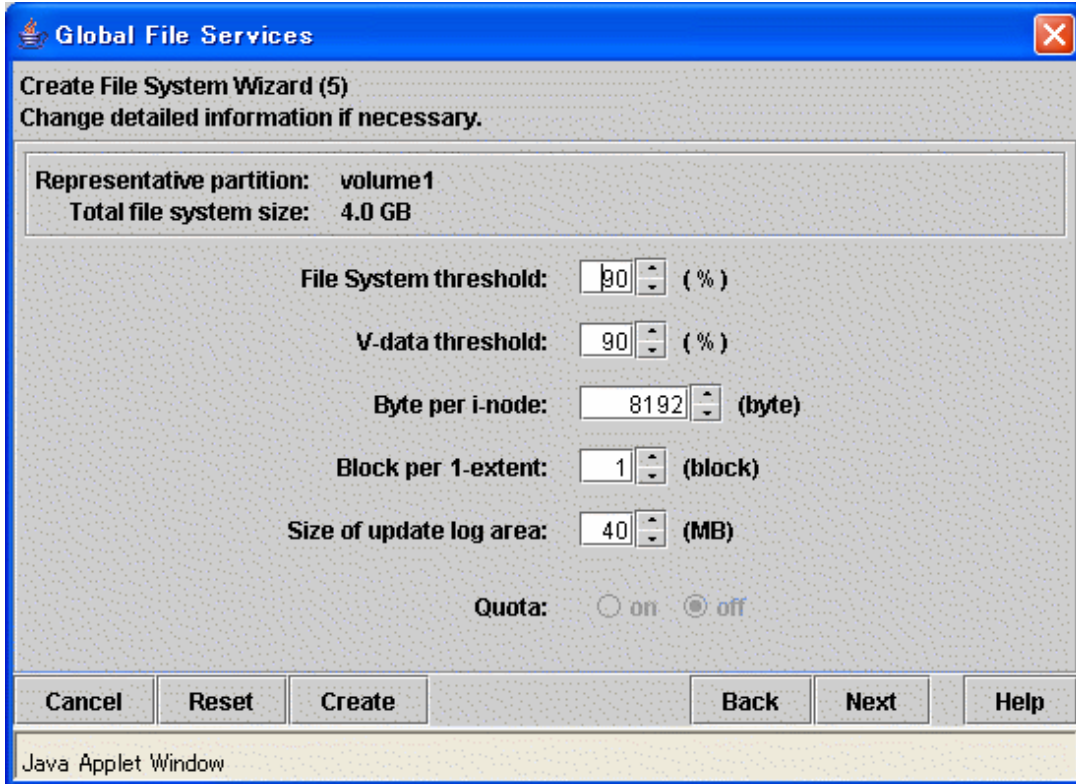 Global File Services
Create File System Wizard (5)
Change detailed information if necessary.
Representative partition: volume1
Total file system size: 4.0 GB
File System threshold: 90 ( % )
V-data threshold: 90 ( % )
Byte per i-node: 8192 (byte)
Block per 1-extent: 1 (block)
Size of update log area: 40 (MB)
Quota: on off
Cancel Reset Create Back Next Help
Java Applet Window